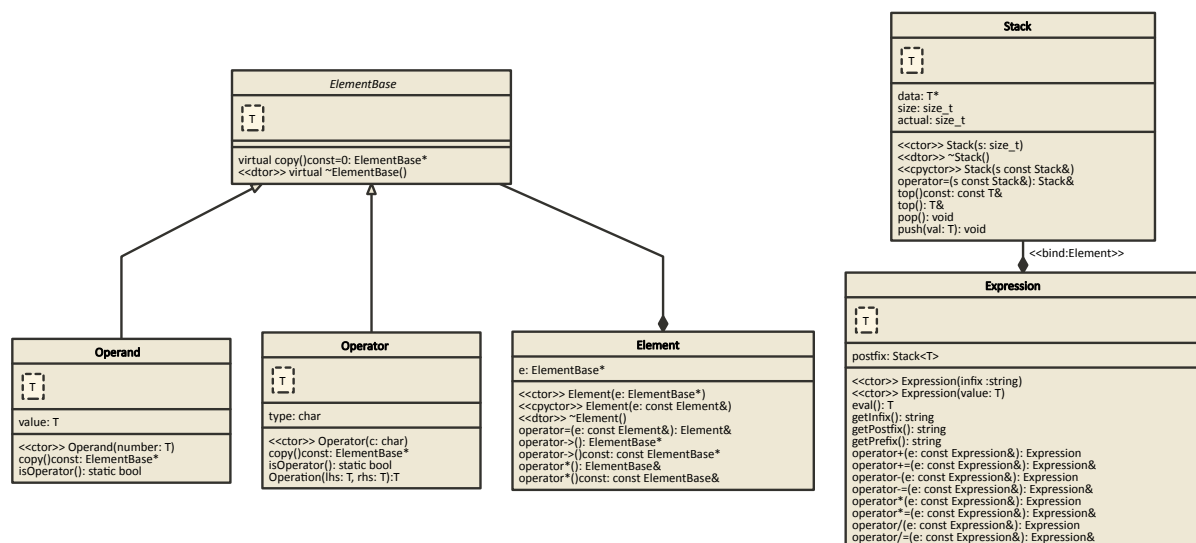 ElementBase
T
virtual copy()const=0: ElementBase*
<<dtor>> virtual ~ElementBase()
Stack
T
data: T*
size: size_t
actual: size_t
<<ctor>> Stack(s: size_t)
<<dtor>> ~Stack()
<<cpyctor>> Stack(s const Stack&)
operator=(s const Stack&): Stack&
top()const: const T&
top(): T&
pop(): void
push(val: T): void
<<bind:Element>>
Operand
T
value: T
<<ctor>> Operand(number: T)
copy()const: ElementBase*
isOperator(): static bool
Operator
T
type: char
<<ctor>> Operator(c: char)
copy()const: ElementBase*
isOperator(): static bool
Operation(lhs: T, rhs: T):T
Element
e: ElementBase*
<<ctor>> Element(e: ElementBase*)
<<cpyctor>> Element(e: const Element&)
<<dtor>> ~Element()
operator=(e: const Element&): Element&
operator->(): ElementBase*
operator->()const: const ElementBase*
operator*(): ElementBase&
operator*()const: const ElementBase&
Expression
T
postfix: Stack<T>
<<ctor>> Expression(infix :string)
<<ctor>> Expression(value: T)
eval(): T
getInfix(): string
getPostfix(): string
getPrefix(): string
operator+(e: const Expression&): Expression
operator+=(e: const Expression&): Expression&
operator-(e: const Expression&): Expression
operator-=(e: const Expression&): Expression&
operator*(e: const Expression&): Expression
operator*=(e: const Expression&): Expression&
operator/(e: const Expression&): Expression
operator/=(e: const Expression&): Expression&